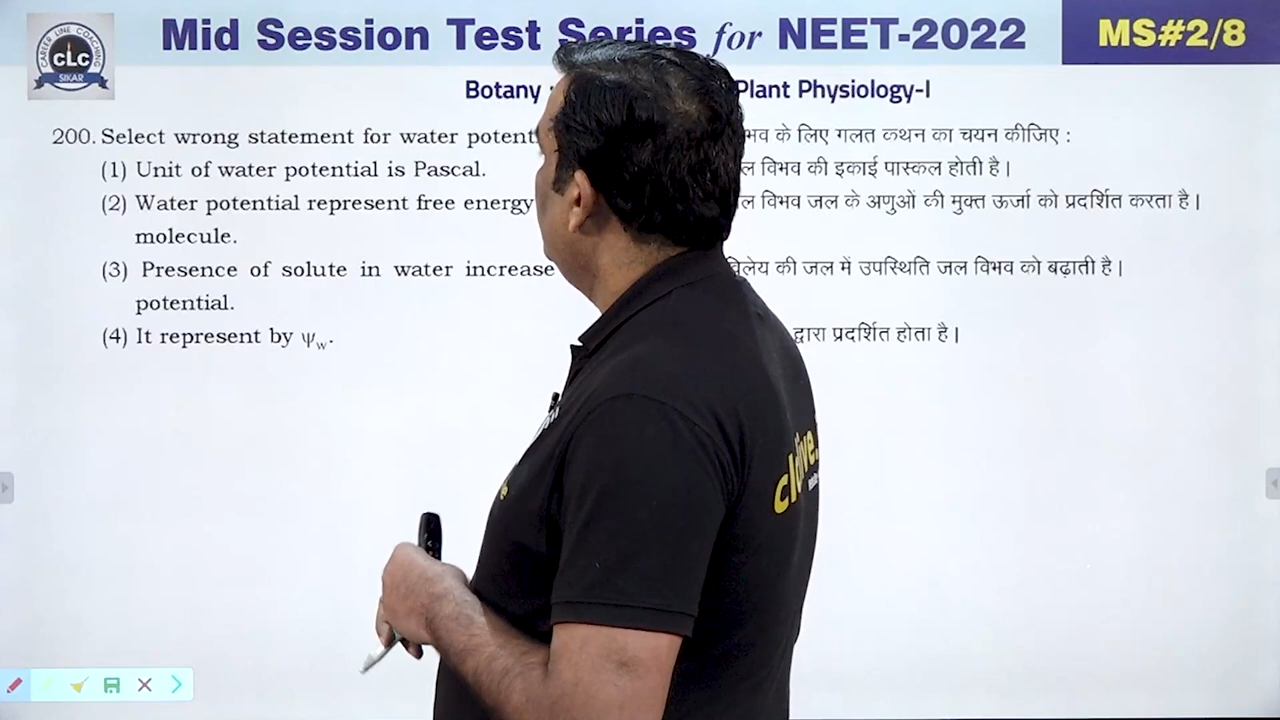 CAREER LINE COACHING
CLC
SIKAR
Mid Session Test Series for NEET-2022
MS#2/8
Botany : Plant Physiology-I
200. Select wrong statement for water
(1) Unit of water potential is Pascal.
(2) Water potential represent free energy
molecule.
(3) Presence of solute in water increase
potential.
(4) It represent by ψw.
के लिए गलत कथन का चयन कीजिए :
विभव की इकाई पास्कल होती है।
विभव जल के अणुओं की मुक्त ऊर्जा को प्रदर्शित करता है।
की जल में उपस्थिति जल विभव को बढ़ाती है।
द्वारा प्रदर्शित होता है।